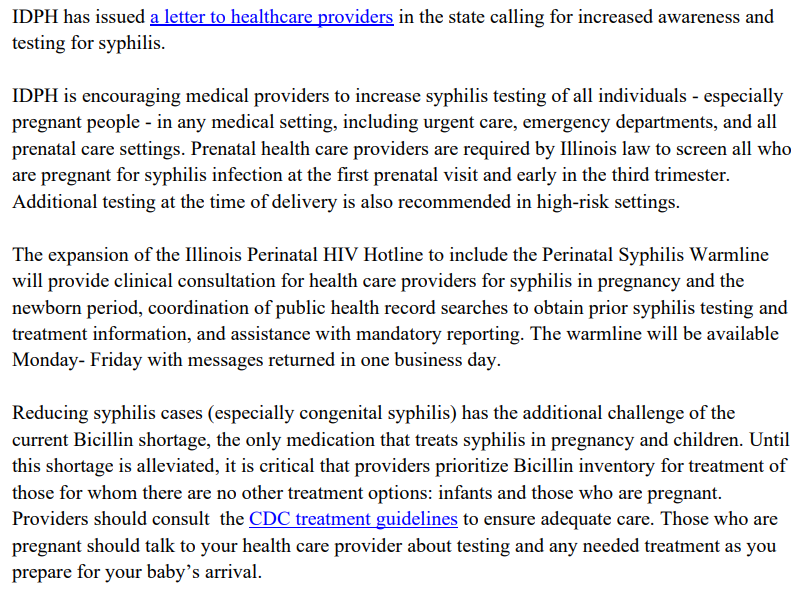 IDPH has issued a letter to healthcare providers in the state calling for increased awareness and
testing for syphilis.
IDPH is encouraging medical providers to increase syphilis testing of all individuals - especially
pregnant people - in any medical setting, including urgent care, emergency departments, and all
prenatal care settings. Prenatal health care providers are required by Illinois law to screen all who
are pregnant for syphilis infection at the first prenatal visit and early in the third trimester.
Additional testing at the time of delivery is also recommended in high-risk settings.
The expansion of the Illinois Perinatal HIV Hotline to include the Perinatal Syphilis Warmline
will provide clinical consultation for health care providers for syphilis in pregnancy and the
newborn period, coordination of public health record searches to obtain prior syphilis testing and
treatment information, and assistance with mandatory reporting. The warmline will be available
Monday- Friday with messages returned in one business day.
Reducing syphilis cases (especially congenital syphilis) has the additional challenge of the
current Bicillin shortage, the only medication that treats syphilis in pregnancy and children. Until
this shortage is alleviated, it is critical that providers prioritize Bicillin inventory for treatment of
those for whom there are no other treatment options: infants and those who are pregnant.
Providers should consult  the CDC treatment guidelines to ensure adequate care. Those who are
pregnant should talk to your health care provider about testing and any needed treatment as you
prepare for your baby’s arrival.